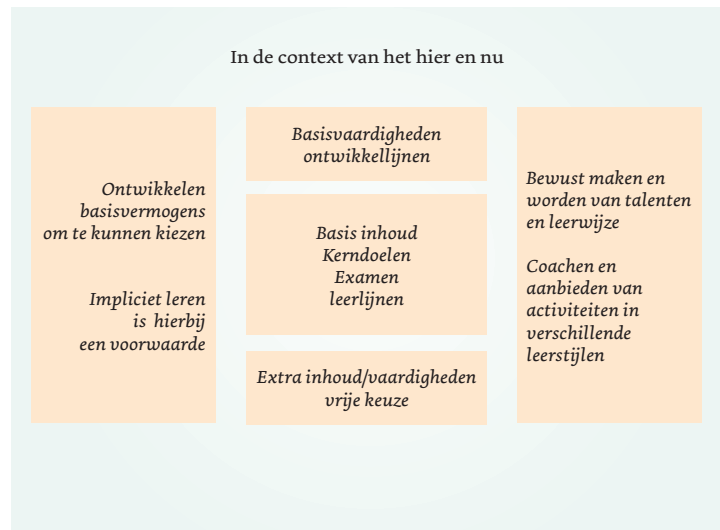 In de context van het hier en nu
Ontwikkelen
basisvermogens
om te kunnen kiezen
Impliciet leren
is hierbij
een voorwaarde
Basisvaardigheden
ontwikkellijnen
Basis inhoud
Kerndoelen
Examen
leerlijnen
Extra inhoud/vaardigheden
vrije keuze
Bewust maken en
worden van talenten
en leerwijze
Coachen en
aanbieden van
activiteiten in
verschillende
leerstijlen